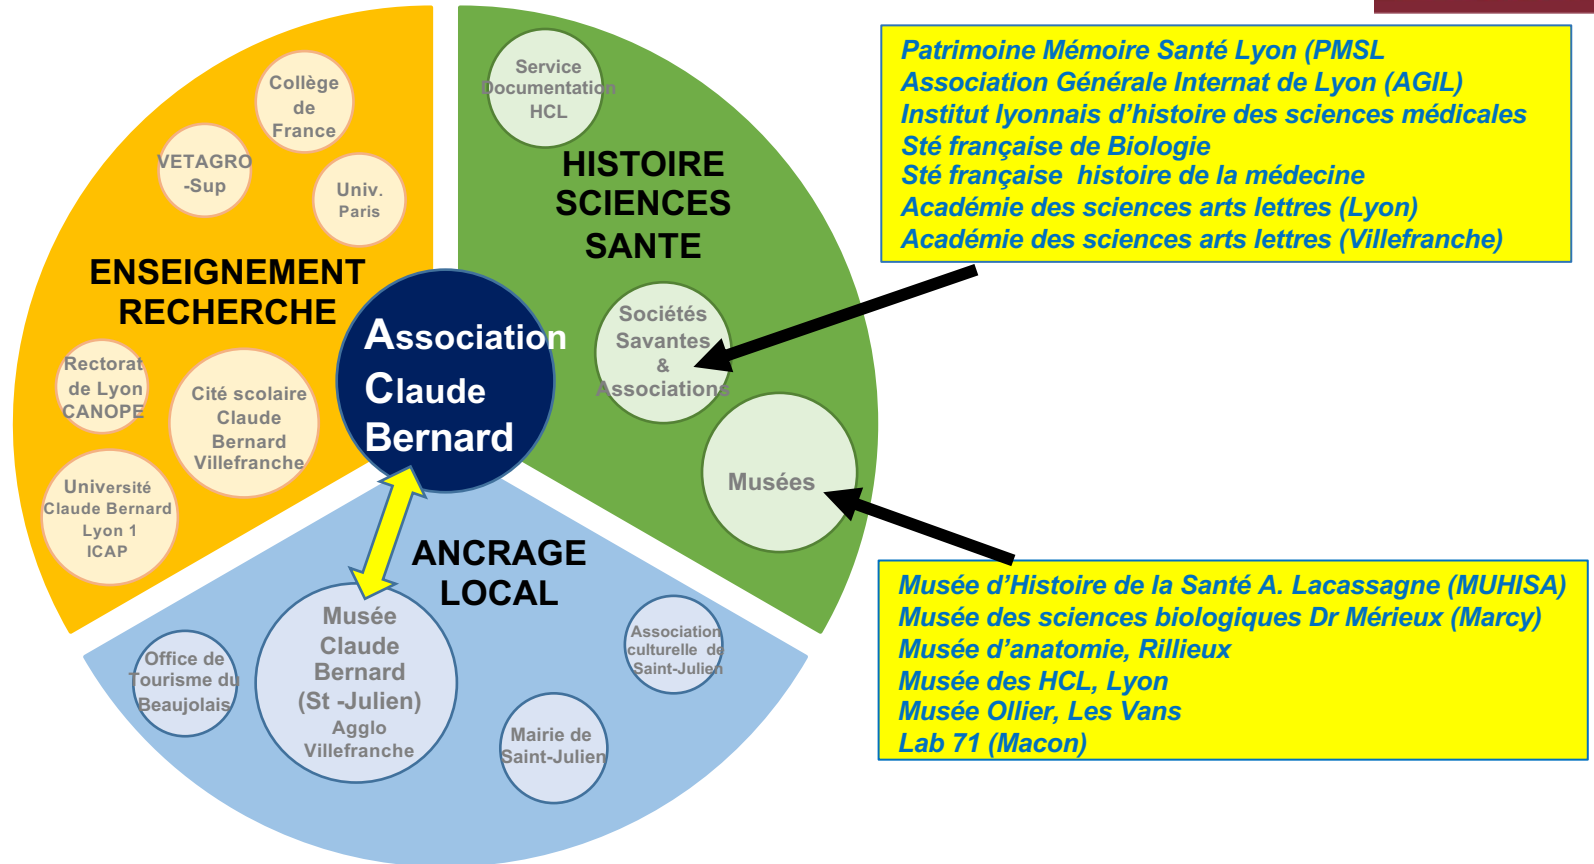 Collège
de
France
VETAGRO
-Sup
Univ.
Paris
ENSEIGNEMENT
RECHERCHE
Rectorat
de Lyon
CANOPE
Cité scolaire
Claude
Bernard
Villefranche
Université
Claude Bernard
Lyon 1
ICAP
Service
Documentation
HCL
HISTOIRE
SCIENCES
SANTE
Sociétés
Savantes
&
Associations
Musées
Association
Claude
Bernard
ANCRAGE
LOCAL
Office de
Tourisme du
Beaujolais
Musée
Claude
Bernard
(St -Julien)
Agglo
Villefranche
Association
culturelle de
Saint-Julien
Mairie de
Saint-Julien
Patrimoine Mémoire Santé Lyon (PMSL
Association Générale Internat de Lyon (AGIL)
Institut lyonnais d’histoire des sciences médicales
Sté française de Biologie
Sté française  histoire de la médecine
Académie des sciences arts lettres (Lyon)
Académie des sciences arts lettres (Villefranche)
Musée d’Histoire de la Santé A. Lacassagne (MUHISA)
Musée des sciences biologiques Dr Mérieux (Marcy)
Musée d’anatomie, Rillieux
Musée des HCL, Lyon
Musée Ollier, Les Vans
Lab 71 (Macon)